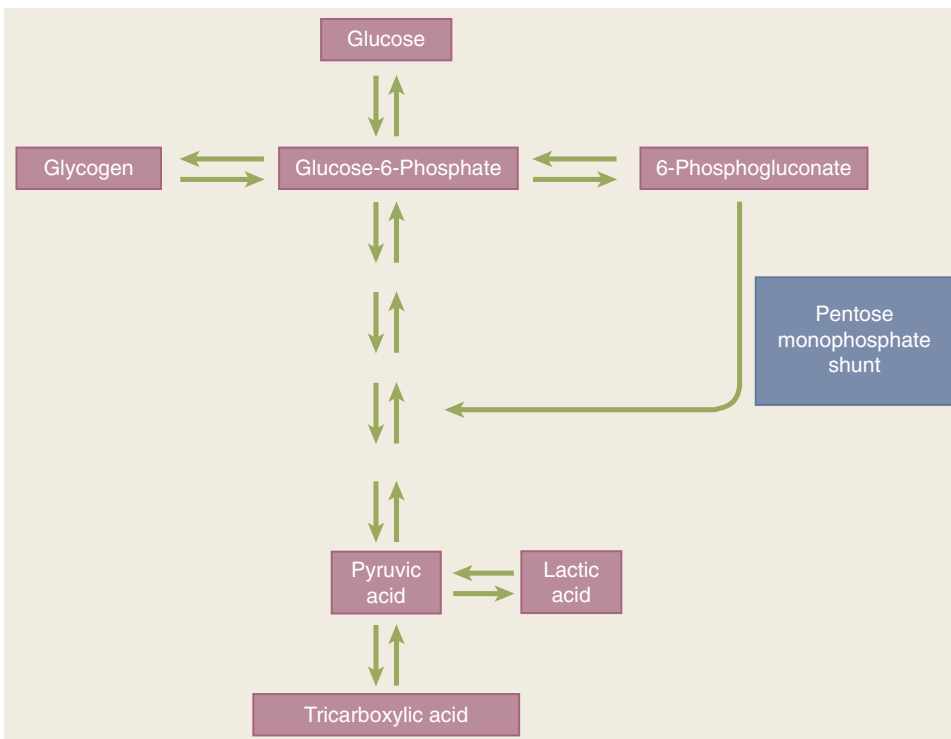 Glucose
Glycogen
Glucose-6-Phosphate
6-Phosphogluconate
Pentose
monophosphate
shunt
Pyruvic
acid
Lactic
acid
Tricarboxylic acid